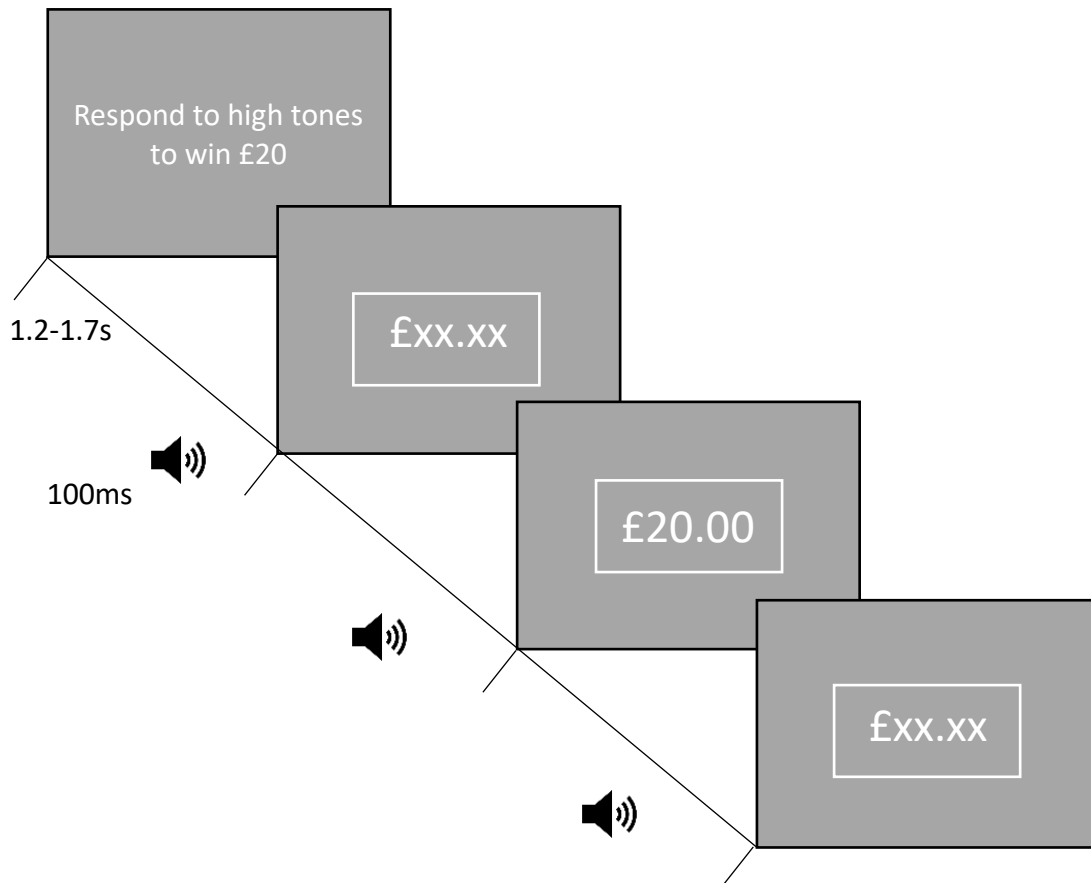 Respond to high tones
to win £20
£xx.xx
1.2-1.7s
100ms
£20.00
£xx.xx